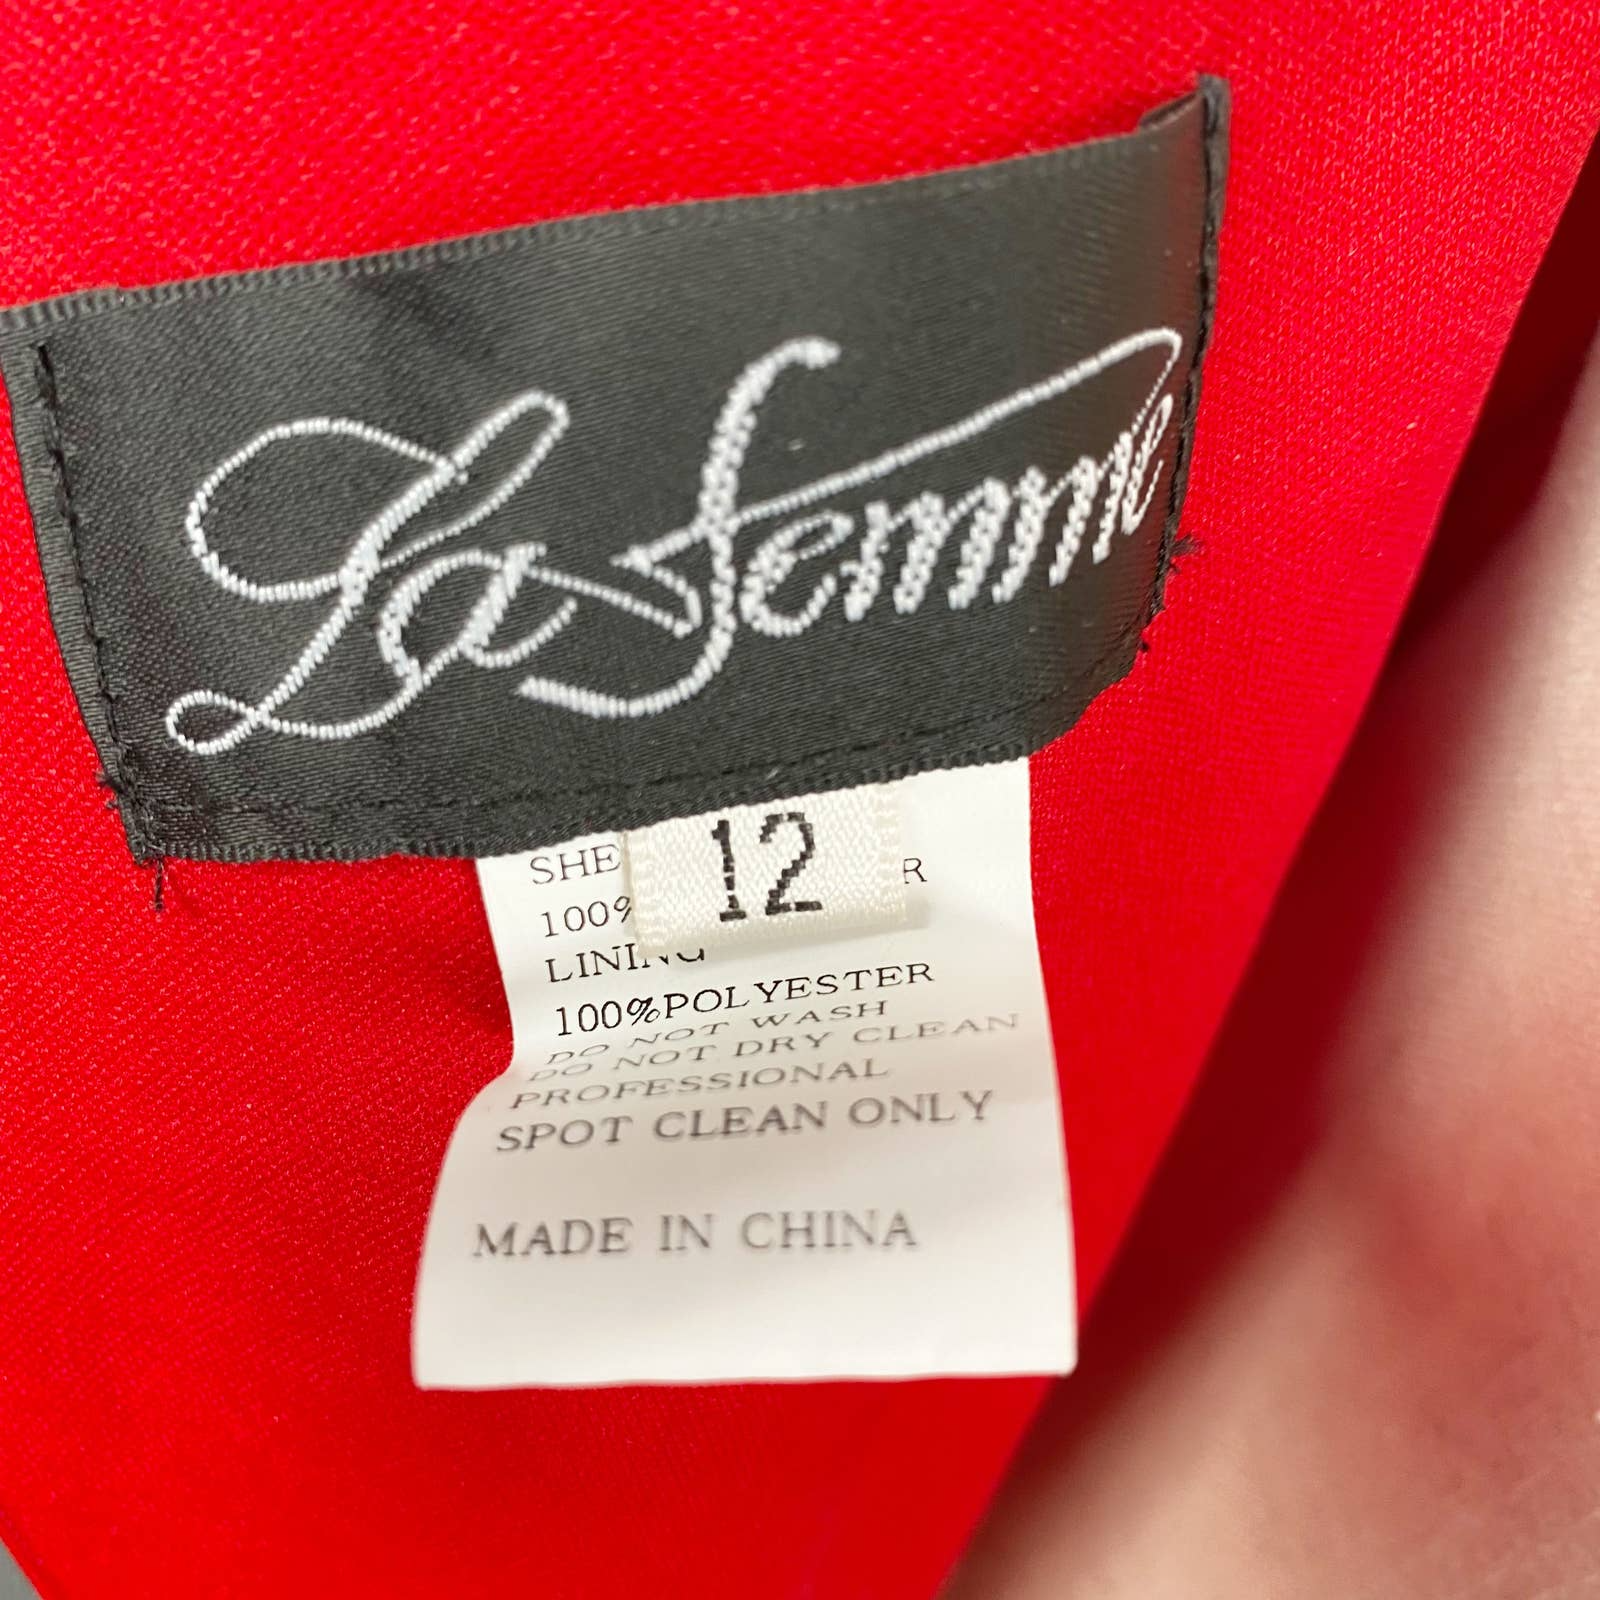 La Femme
12
SHE
R
100%
LINING
100%POLYESTER
DO NOT WASH
DO NOT DRY CLEAN
PROFESSIONAL
SPOT CLEAN ONLY
MADE IN CHINA